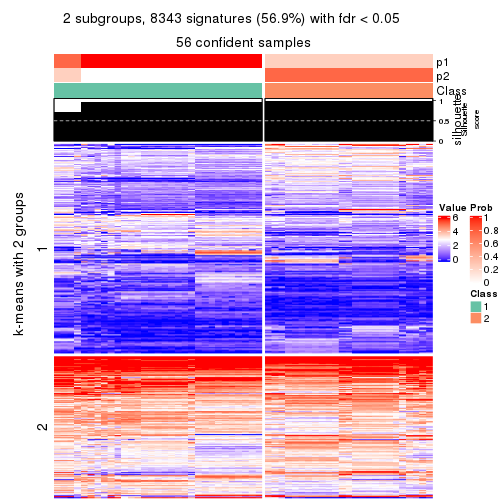 2 subgroups, 8343 signatures (56.9%) with fdr < 0.05
56 confident samples
p1
p2
Class
silhouette
Silhouette
score
1
0.5
0
k-means with 2 groups
1
2
Value
6
4
2
0
Prob
1
0.8
0.6
0.4
0.2
0
Class
1
2